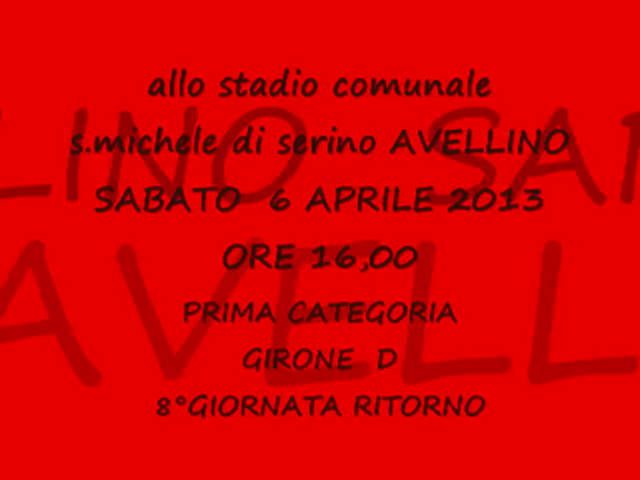 allo stadio comunale
s.michele di serino AVELLINO
SABATO 6 APRILE 2013
ORE 16,00
PRIMA CATEGORIA
GIRONE D
8°GIORNATA RITORNO